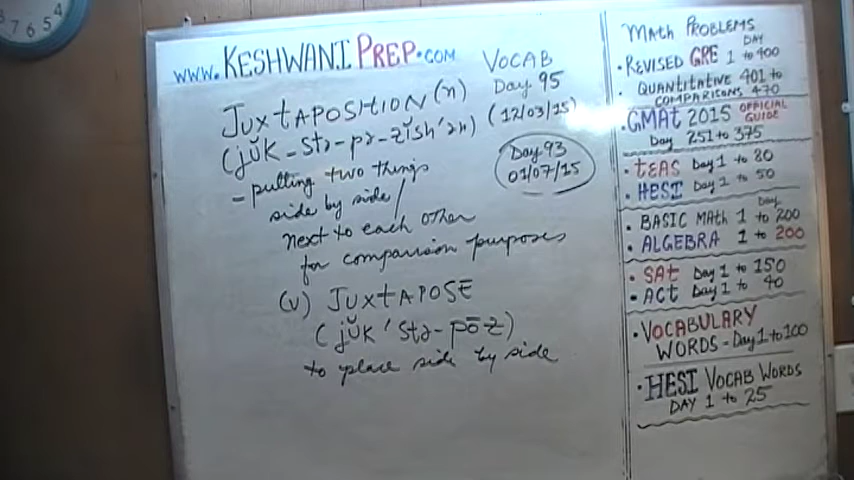 www.KESHWANI PREP.COM
VOCAB
Day 95
(12/03/15)
Day 93
01/07/15
JUXTAPOSITION (n)
(jŭk-stə-pə-zĭsh'ən)
- putting two things
side by side /
next to each other
for comparison purposes
(v) JUXTAPOSE
(jŭk'stə-pōz)
to place side by side
MATH PROBLEMS
DAY
• REVISED GRE 1 to 400
• QUANTITATIVE 401 to
COMPARISONS 470
• GMAT 2015 OFFICIAL GUIDE
Day 251 to 375
• TEAS Day 1 to 80
• HESI Day 1 to 50
Day
• BASIC MATH 1 to 200
• ALGEBRA 1 to 200
• SAT Day 1 to 150
• ACT Day 1 to 40
• VOCABULARY
WORDS - Day 1 to 100
• HESI VOCAB WORDS
DAY 1 to 25
7 6 5 4